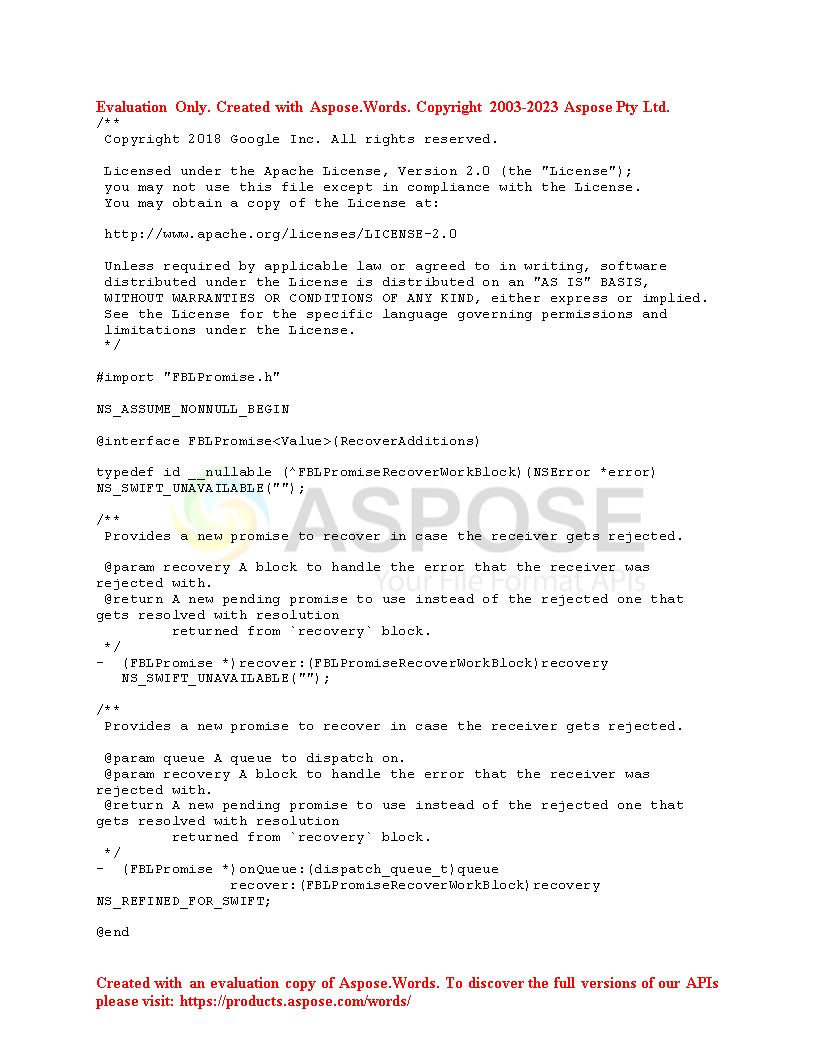 Evaluation Only. Created with Aspose.Words. Copyright 2003-2023 Aspose Pty Ltd.
/**
 Copyright 2018 Google Inc. All rights reserved.

 Licensed under the Apache License, Version 2.0 (the "License");
 you may not use this file except in compliance with the License.
 You may obtain a copy of the License at:

 http://www.apache.org/licenses/LICENSE-2.0

 Unless required by applicable law or agreed to in writing, software
 distributed under the License is distributed on an "AS IS" BASIS,
 WITHOUT WARRANTIES OR CONDITIONS OF ANY KIND, either express or implied.
 See the License for the specific language governing permissions and
 limitations under the License.
 */

#import "FBLPromise.h"

NS_ASSUME_NONNULL_BEGIN

@interface FBLPromise<Value>(RecoverAdditions)

typedef id __nullable (^FBLPromiseRecoverWorkBlock)(NSError *error)
NS_SWIFT_UNAVAILABLE("");

/**
 Provides a new promise to recover in case the receiver gets rejected.

 @param recovery A block to handle the error that the receiver was
rejected with.
 @return A new pending promise to use instead of the rejected one that
gets resolved with resolution
         returned from `recovery` block.
 */
- (FBLPromise *)recover:(FBLPromiseRecoverWorkBlock)recovery
   NS_SWIFT_UNAVAILABLE("");

/**
 Provides a new promise to recover in case the receiver gets rejected.

 @param queue A queue to dispatch on.
 @param recovery A block to handle the error that the receiver was
rejected with.
 @return A new pending promise to use instead of the rejected one that
gets resolved with resolution
         returned from `recovery` block.
 */
- (FBLPromise *)onQueue:(dispatch_queue_t)queue
                recover:(FBLPromiseRecoverWorkBlock)recovery
NS_REFINED_FOR_SWIFT;

@end

ASPOSE
Your File Format APIs
Created with an evaluation copy of Aspose.Words. To discover the full versions of our APIs
please visit: https://products.aspose.com/words/